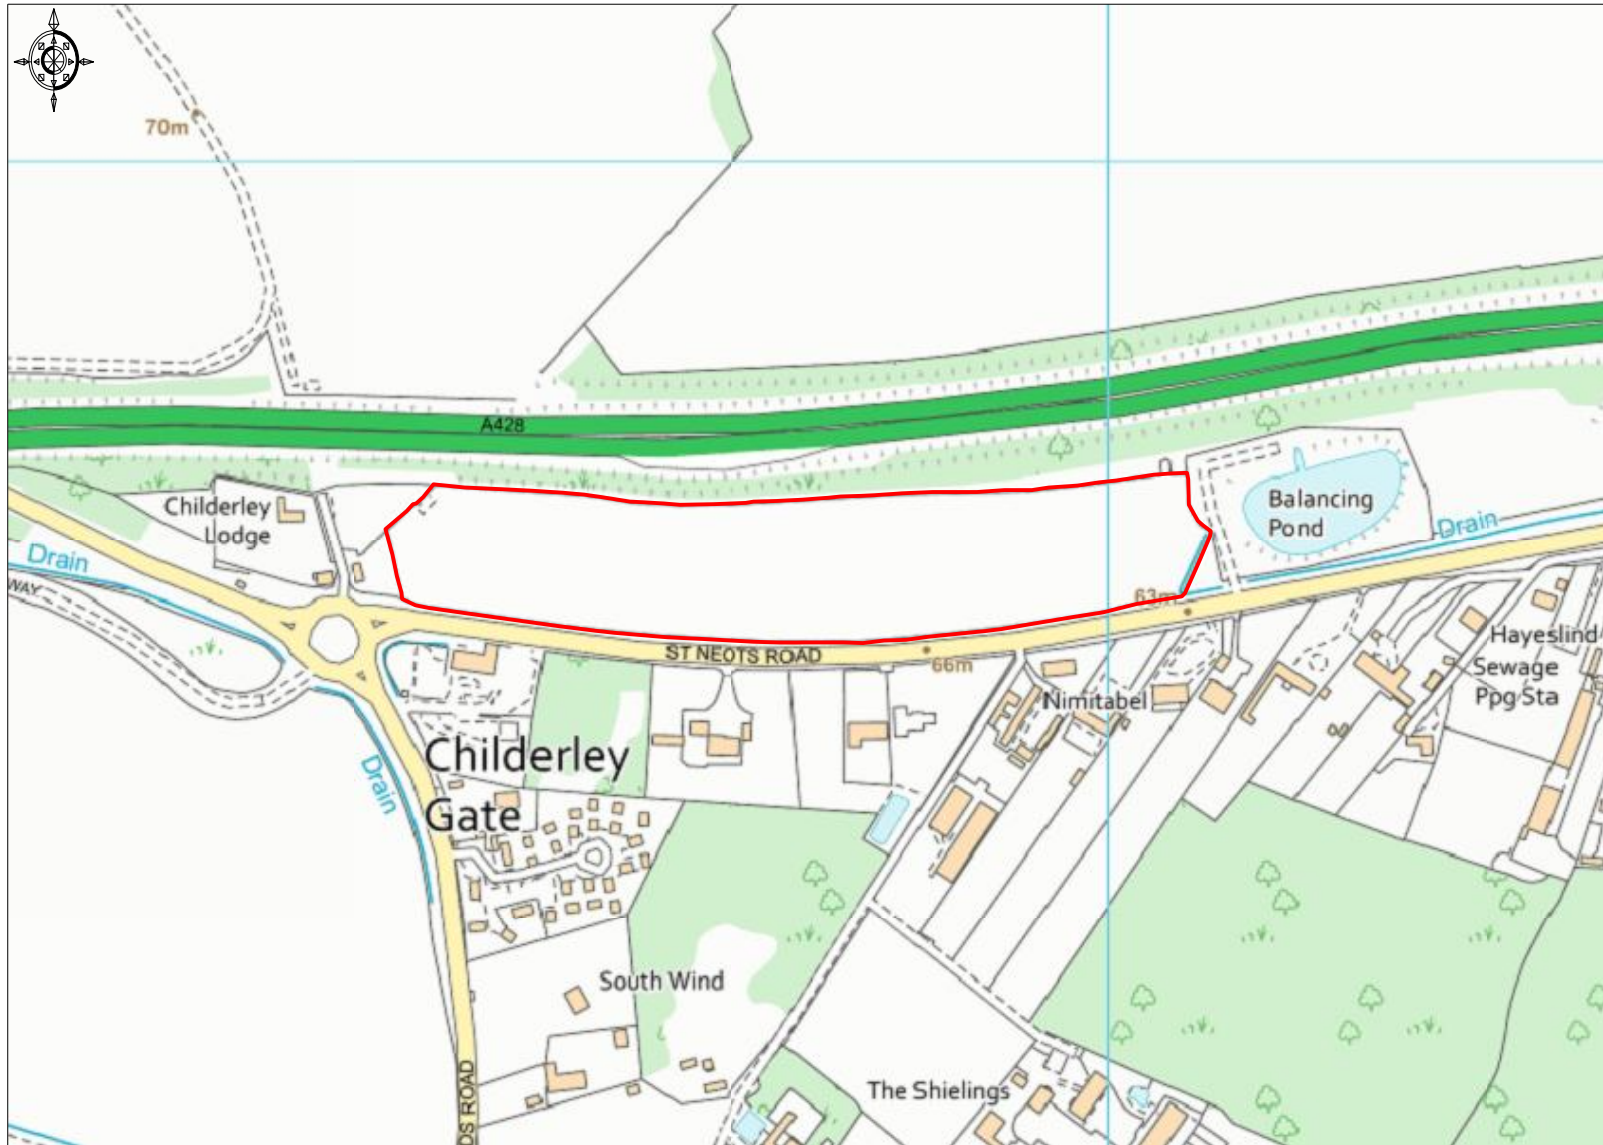 70m
A428
Childerley
Lodge
Balancing
Pond
Drain
Drain
WAY
63m
ST NEOTS ROAD
66m
Hayeslind
Sewage
Ppg Sta
Nimitabel
Childerley
Gate
Drain
South Wind
The Shielings
DS ROAD